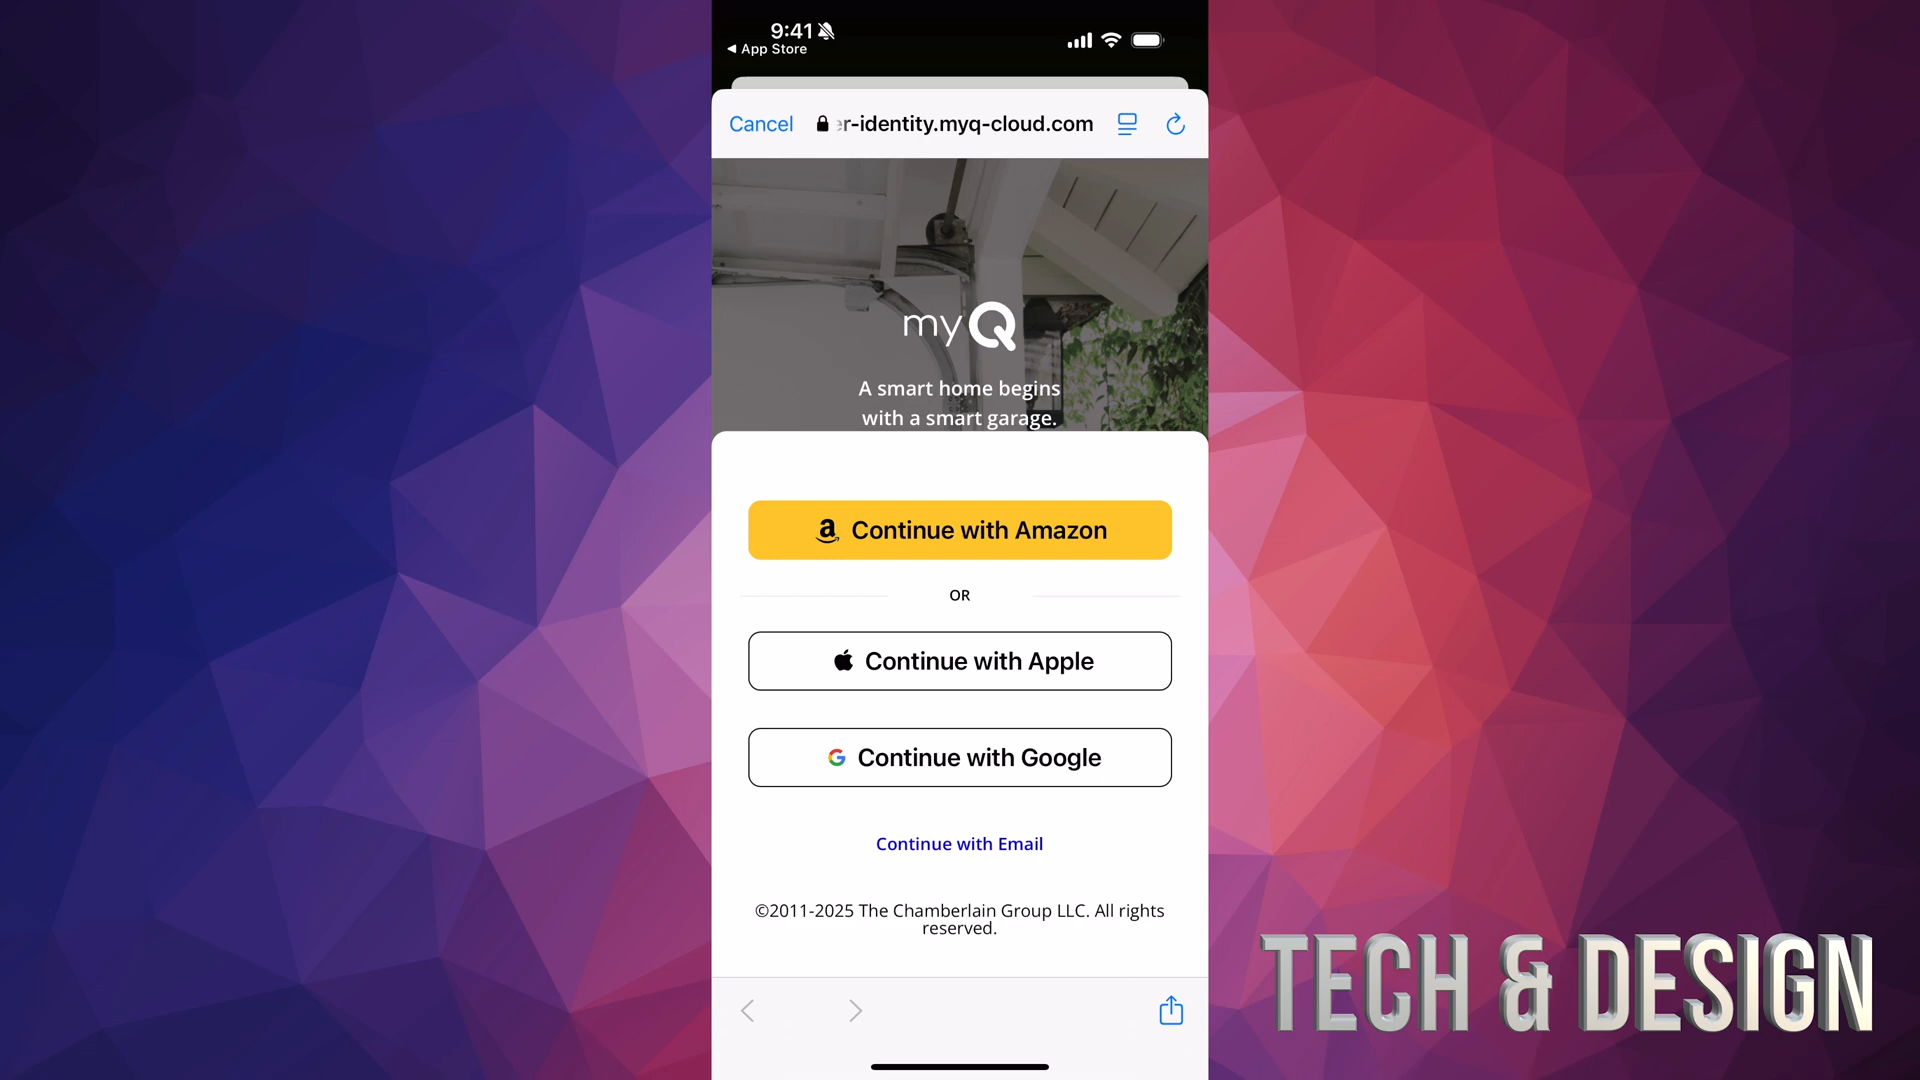 9:41
App Store
Cancel
r-identity.myq-cloud.com
myQ
A smart home begins
with a smart garage.
a Continue with Amazon
OR
Continue with Apple
G Continue with Google
Continue with Email
©2011-2025 The Chamberlain Group LLC. All rights
reserved.
TECH & DESIGN